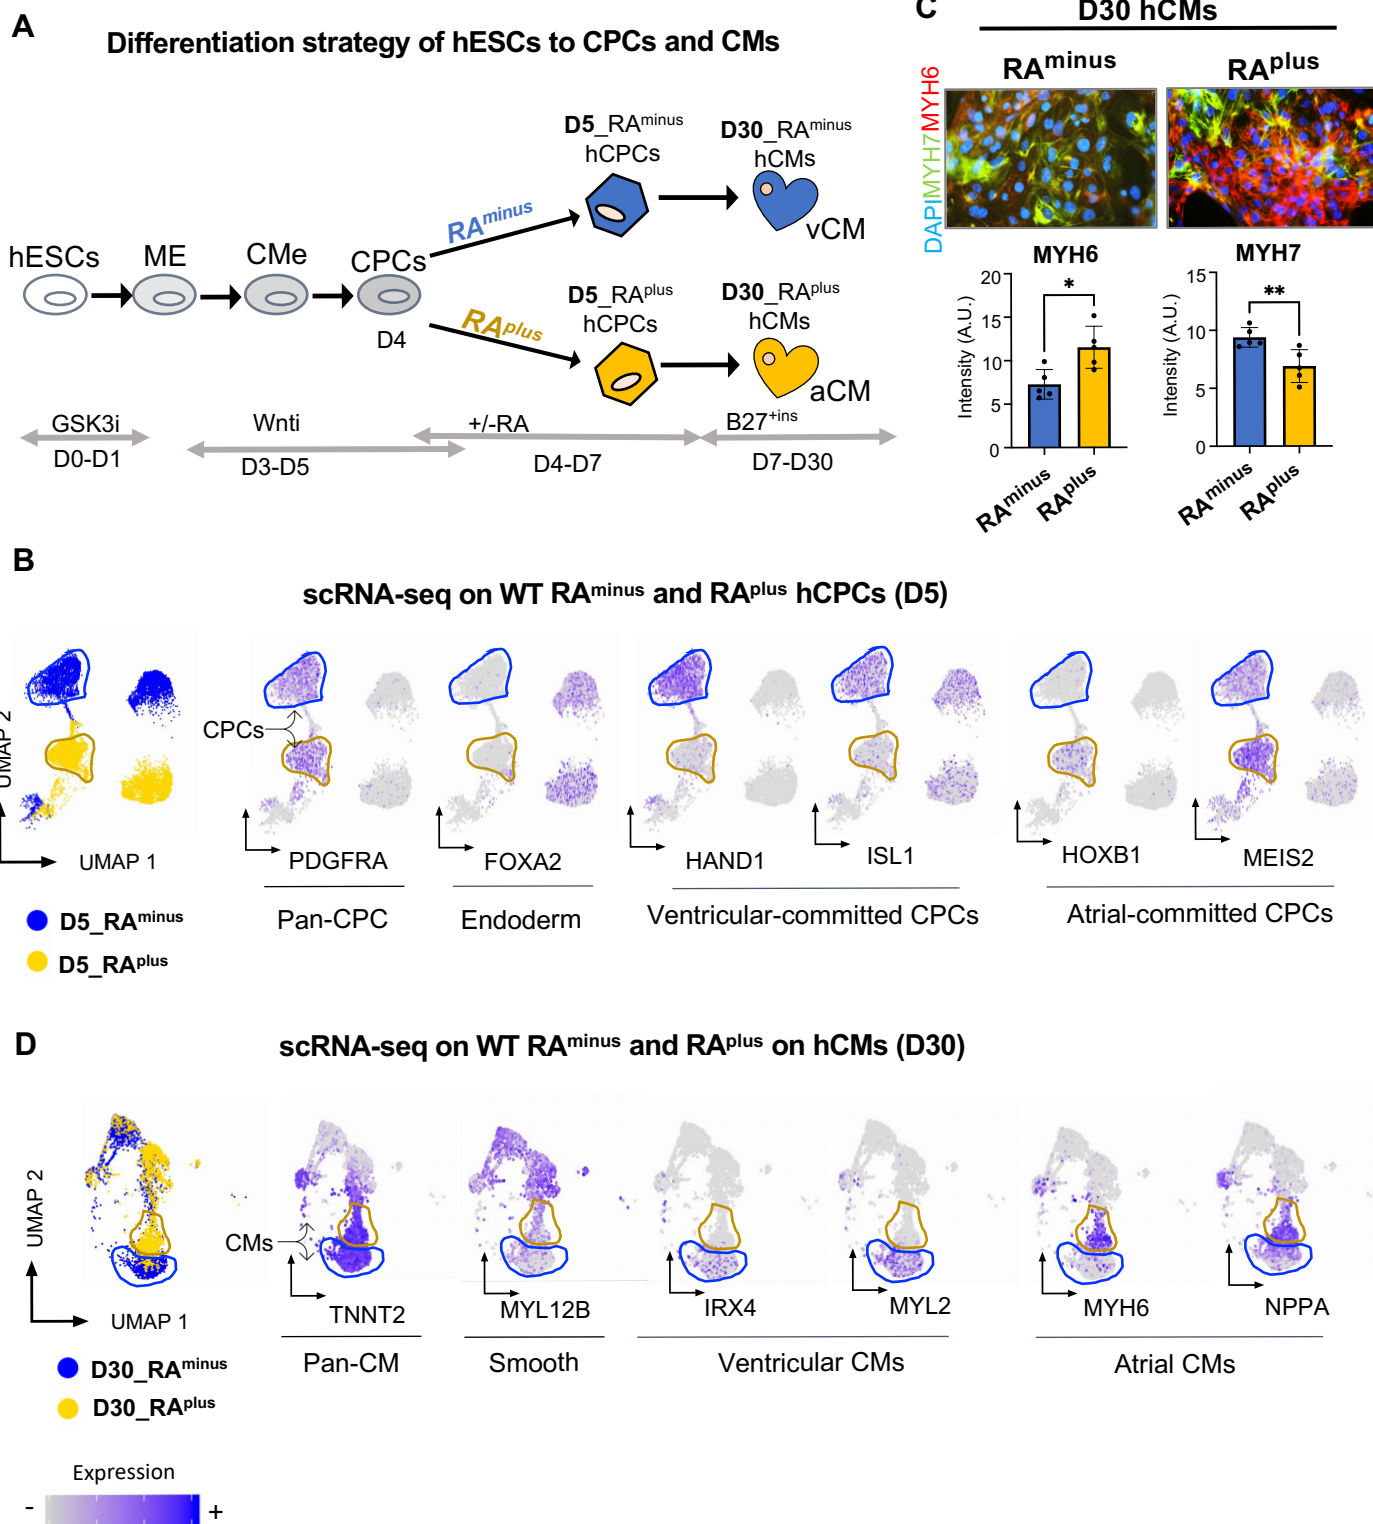 A
Differentiation strategy of hESCs to CPCs and CMs
D5_RAminus
hCPCs
D30_RAminus
hCMs
RAminus
vCM
hESCs
ME
CMe
CPCs
D4
RAplus
D5_RAplus
hCPCs
D30_RAplus
hCMs
aCM
GSK3i
Wnti
+/-RA
B27+ins
D0-D1
D3-D5
D4-D7
D7-D30
C
D30 hCMs
RAminus
RAplus
DAPI MYH7 MYH6
MYH6
Intensity (A.U.)
20
15
10
5
0
*
RAminus
RAplus
MYH7
Intensity (A.U.)
15
10
5
0
**
RAminus
RAplus
B
scRNA-seq on WT RAminus and RAplus hCPCs (D5)
UMAP 2
UMAP 1
CPCs
PDGFRA
FOXA2
HAND1
ISL1
HOXB1
MEIS2
Pan-CPC
Endoderm
Ventricular-committed CPCs
Atrial-committed CPCs
D5_RAminus
D5_RAplus
D
scRNA-seq on WT RAminus and RAplus on hCMs (D30)
UMAP 2
UMAP 1
CMs
TNNT2
MYL12B
IRX4
MYL2
MYH6
NPPA
Pan-CM
Smooth
Ventricular CMs
Atrial CMs
D30_RAminus
D30_RAplus
Expression
- +